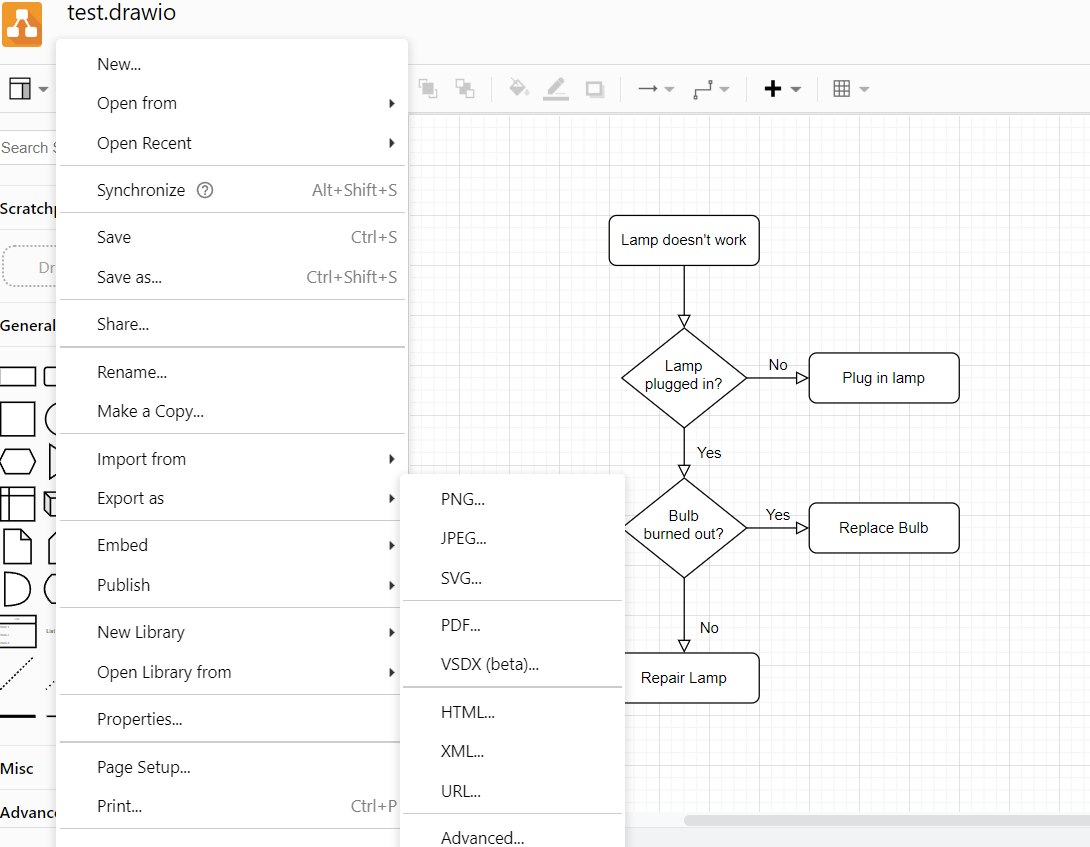 test.drawio
New...
Open from
Open Recent
Synchronize ? Alt+Shift+S
Save Ctrl+S
Save as... Ctrl+Shift+S
Share...
Rename...
Make a Copy...
Import from
Export as
Embed
Publish
New Library
Open Library from
Properties...
Page Setup...
Print... Ctrl+P
PNG...
JPEG...
SVG...
PDF...
VSDX (beta)...
HTML...
XML...
URL...
Advanced...
Search S
Scratchp
Dr
General
List
Misc
Advanc
Lamp doesn't work
Lamp
plugged in?
No
Plug in lamp
Yes
Bulb
burned out?
Yes
Replace Bulb
No
Repair Lamp